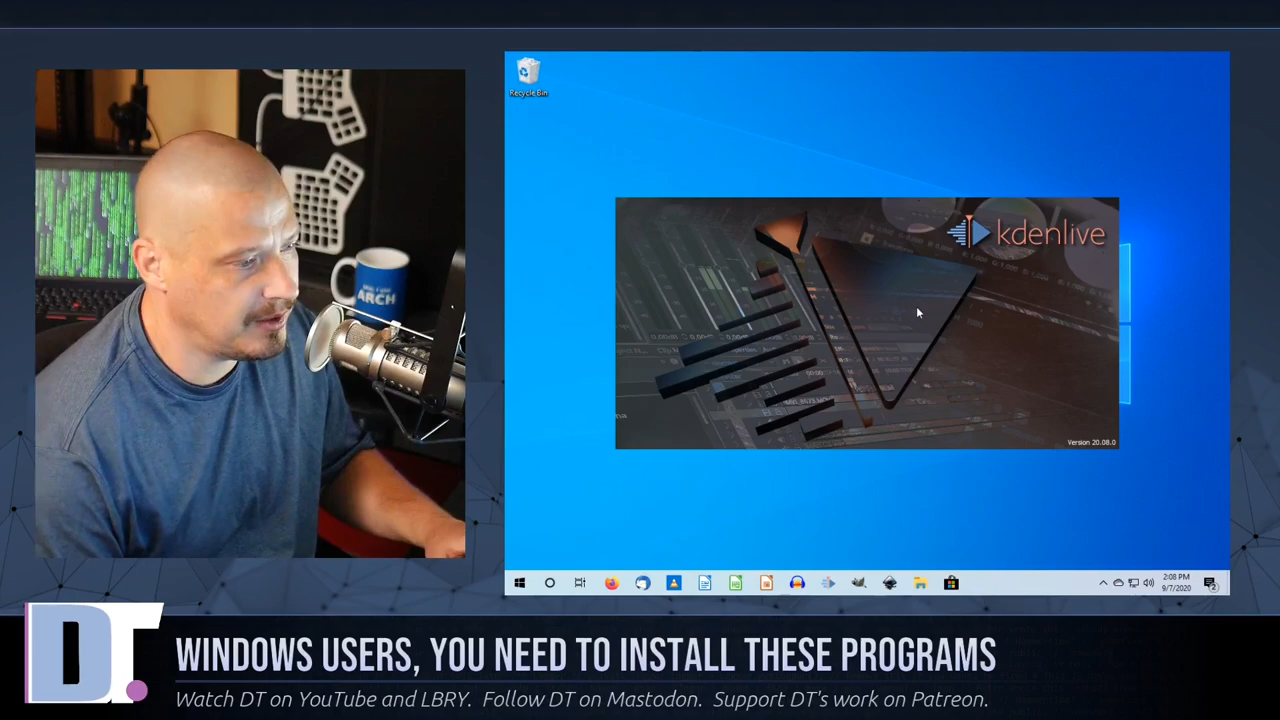 Recycle Bin
kdenlive
Version 20.08.0
ARCH
2:08 PM
9/7/2020
DT.
WINDOWS USERS, YOU NEED TO INSTALL THESE PROGRAMS
Watch DT on YouTube and LBRY. Follow DT on Mastodon. Support DT's work on Patreon.